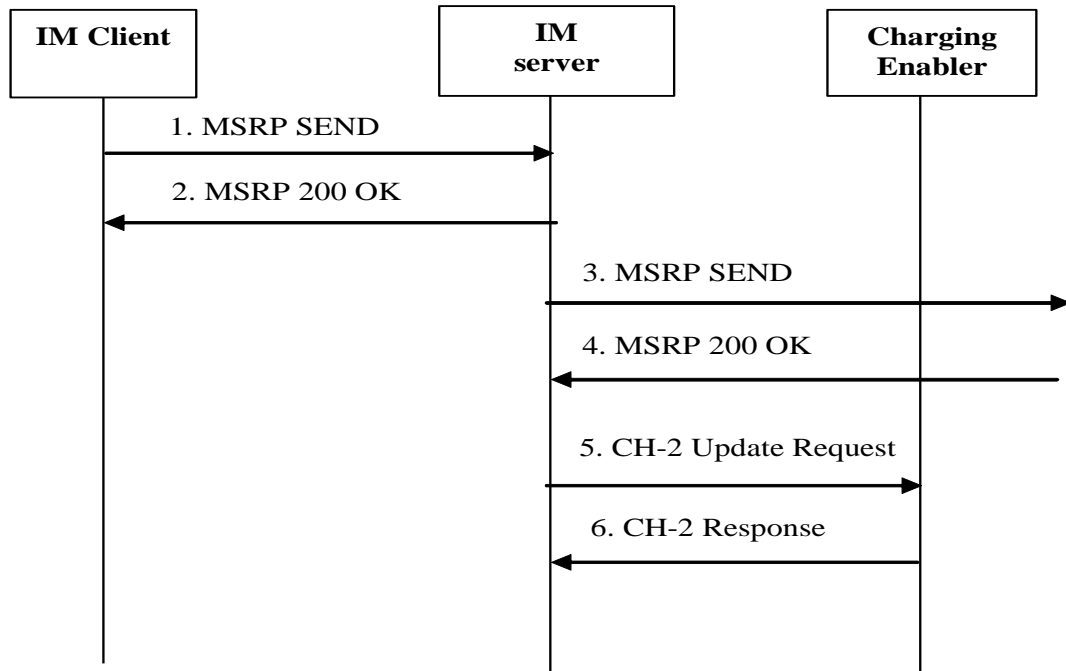 IM Client
IM
server
Charging
Enabler
1. MSRP SEND
2. MSRP 200 OK
3. MSRP SEND
4. MSRP 200 OK
5. CH-2 Update Request
6. CH-2 Response